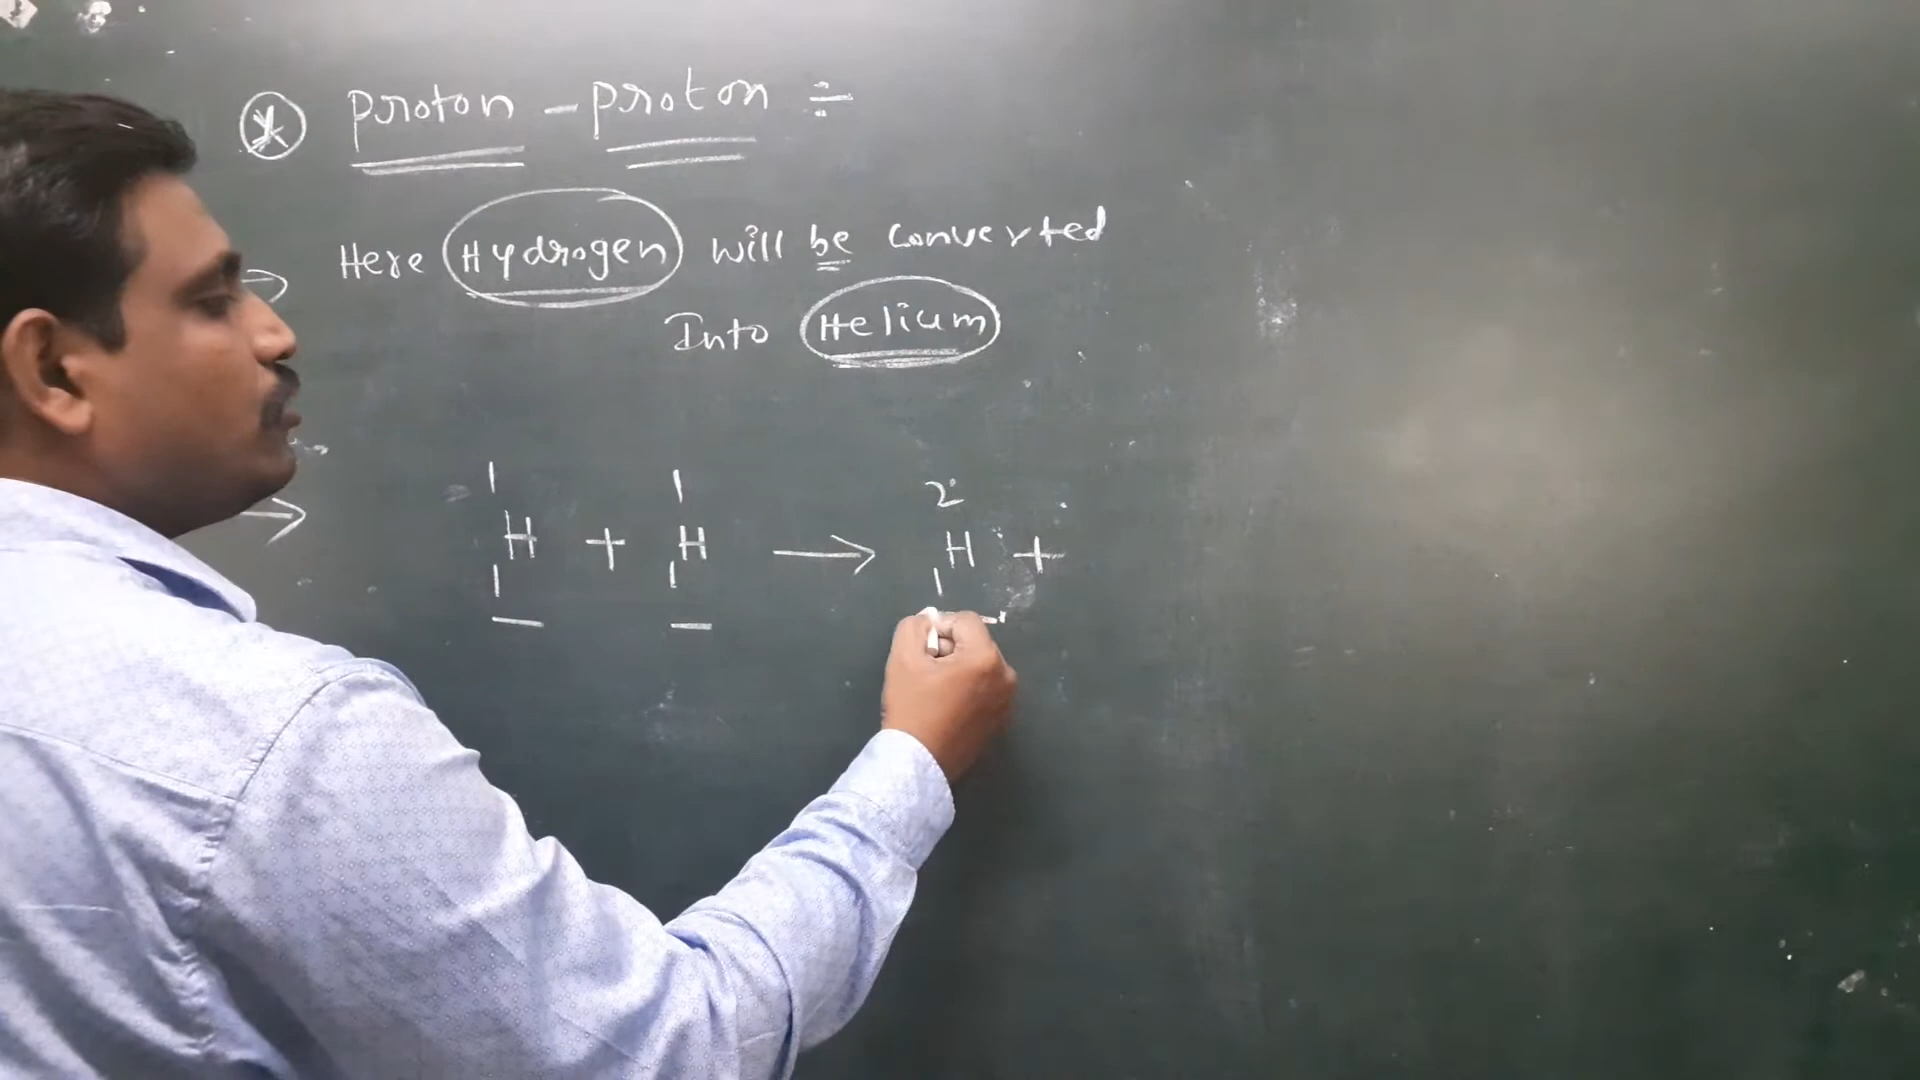 * Proton - Proton ÷
→ Here Hydrogen will be converted
Into Helium
→ ¹₁H + ¹₁H → ²₁H +